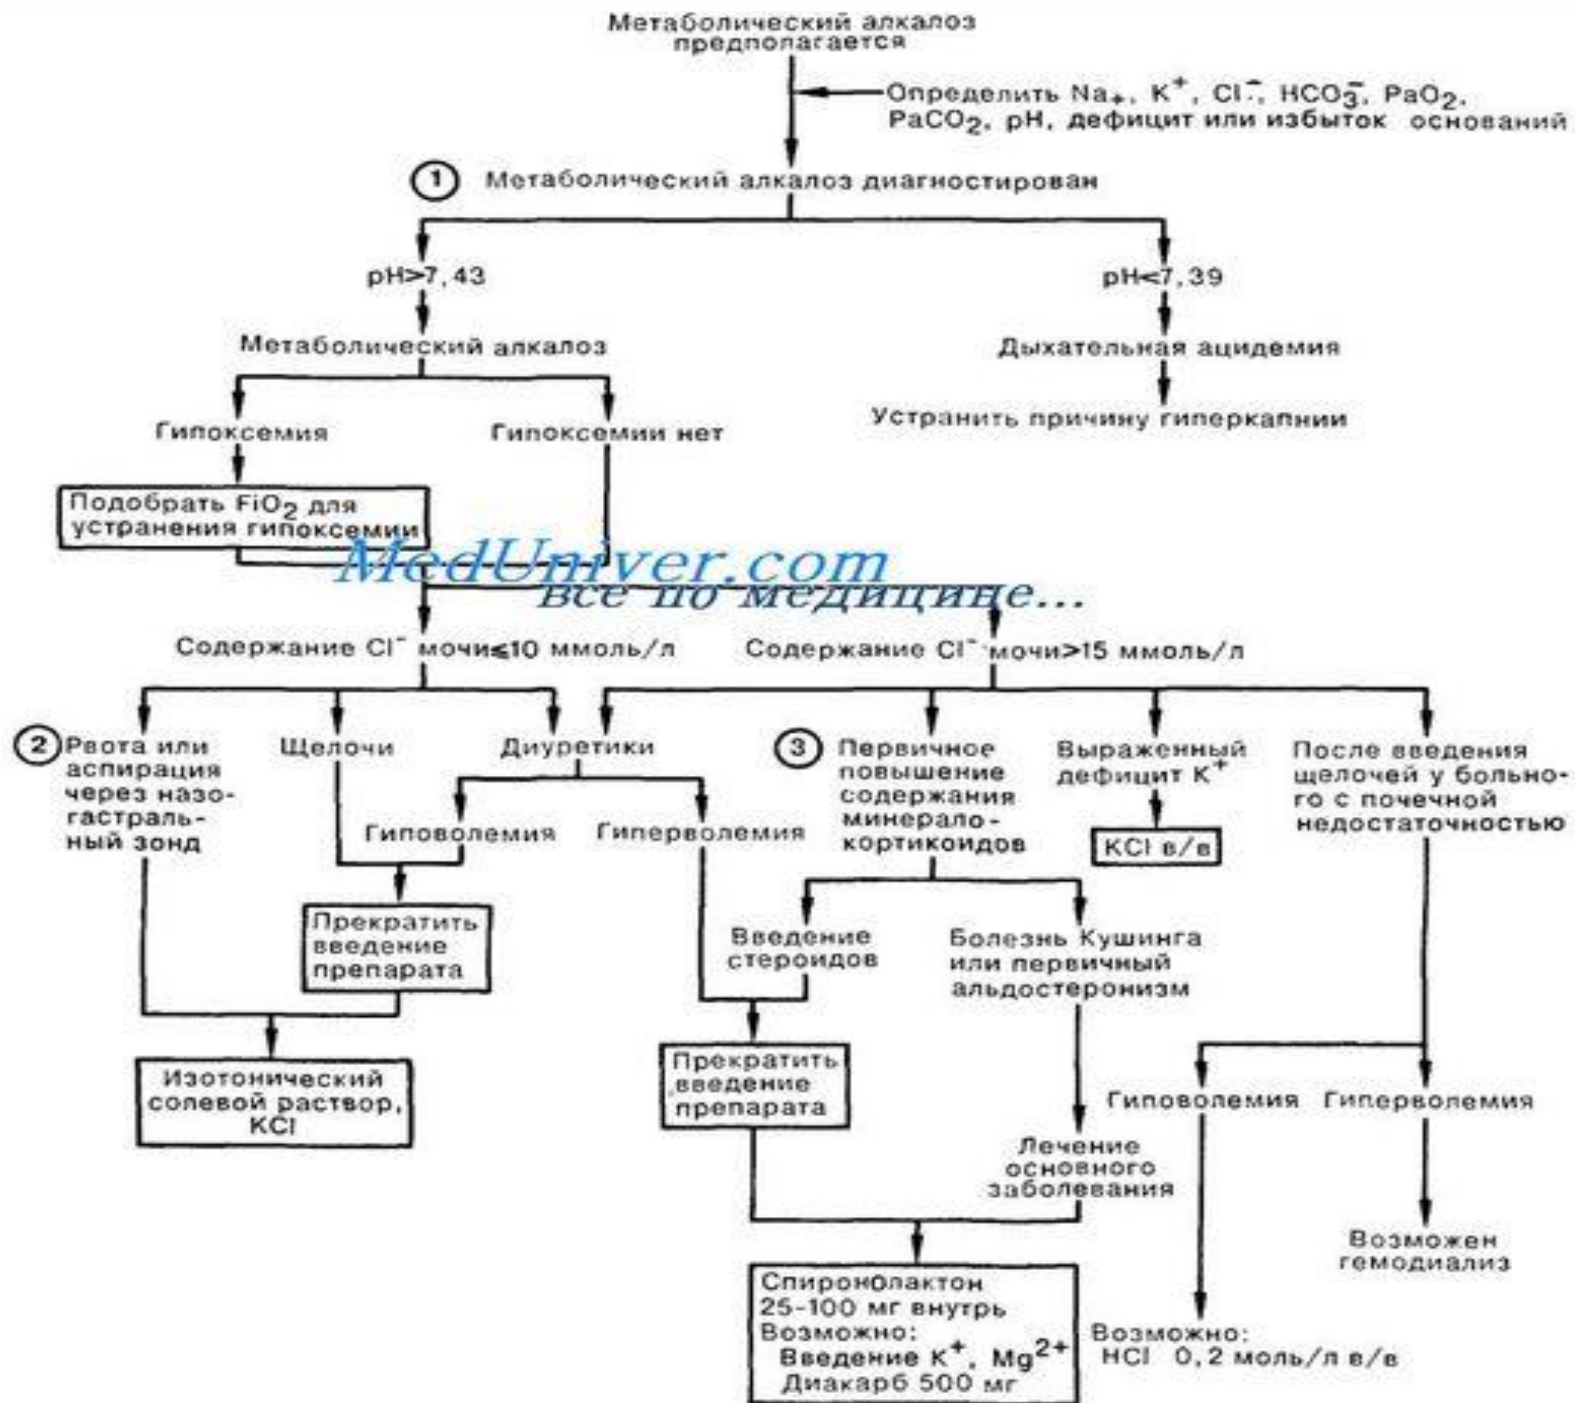 Метаболический алкалоз
предполагается
Определить Na₊, K⁺, Cl⁻, HCO₃⁻, PaO₂,
PaCO₂, pH, дефицит или избыток оснований
1 Метаболический алкалоз диагностирован
pH>7,43
pH<7,39
Метаболический алкалоз
Дыхательная ацидемия
Гипоксемия
Гипоксемии нет
Устранить причину гиперкапнии
Подобрать FiO₂ для
устранения гипоксемии
MedUniver.com
все по медицине...
Содержание Cl⁻ мочи≤10 ммоль/л
Содержание Cl⁻ мочи>15 ммоль/л
2 Рвота или
аспирация
через назо-
гастраль-
ный зонд
Щелочи
Диуретики
3 Первичное
повышение
содержания
минерало-
кортикоидов
Выраженный
дефицит K⁺
После введения
щелочей у больно-
го с почечной
недостаточностью
Гиповолемия
Гиперволемия
KCl в/в
Прекратить
введение
препарата
Введение
стероидов
Болезнь Кушинга
или первичный
альдостеронизм
Изотонический
солевой раствор,
KCl
Прекратить
введение
препарата
Гиповолемия
Гиперволемия
Лечение
основного
заболевания
Возможен
гемодиализ
Спиронолактон
25-100 мг внутрь
Возможно:
Введение K⁺, Mg²⁺
Диакарб 500 мг
Возможно:
HCl 0,2 моль/л в/в